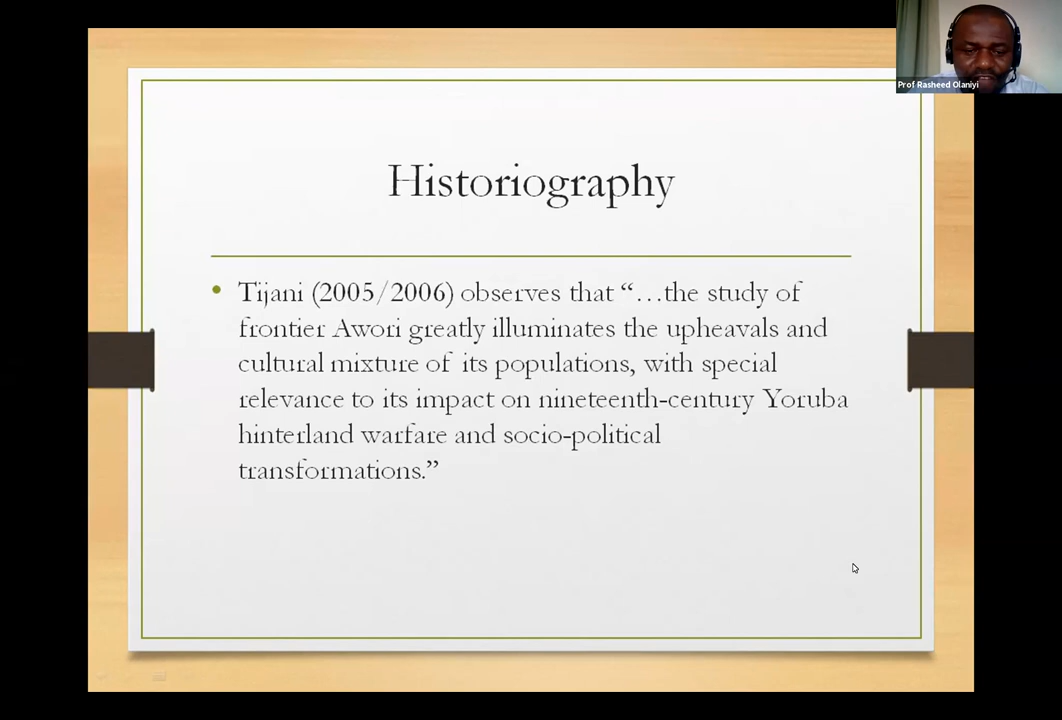 Prof Rasheed Olaniyi
Historiography
• Tijani (2005/2006) observes that “…the study of
frontier Awori greatly illuminates the upheavals and
cultural mixture of its populations, with special
relevance to its impact on nineteenth-century Yoruba
hinterland warfare and socio-political
transformations.”